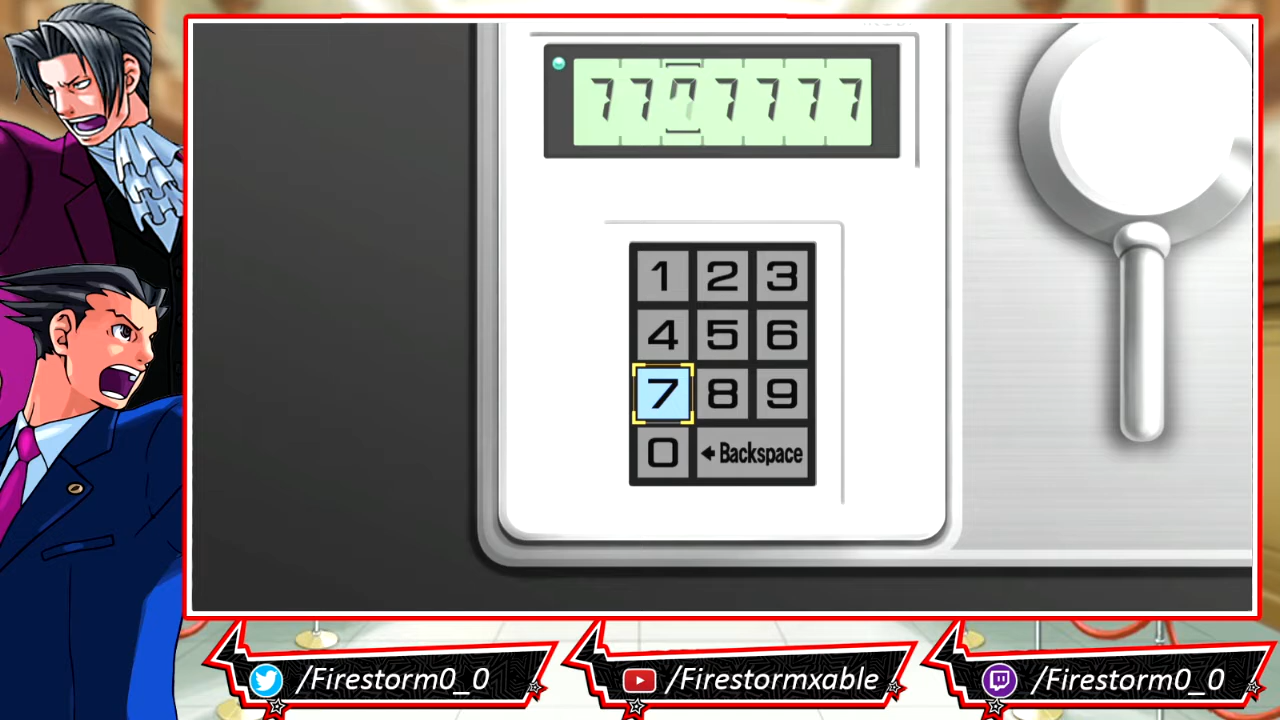 7777777
1 2 3
4 5 6
7 8 9
0 Backspace
/Firestorm0_0
/Firestormxable
/Firestorm0_0